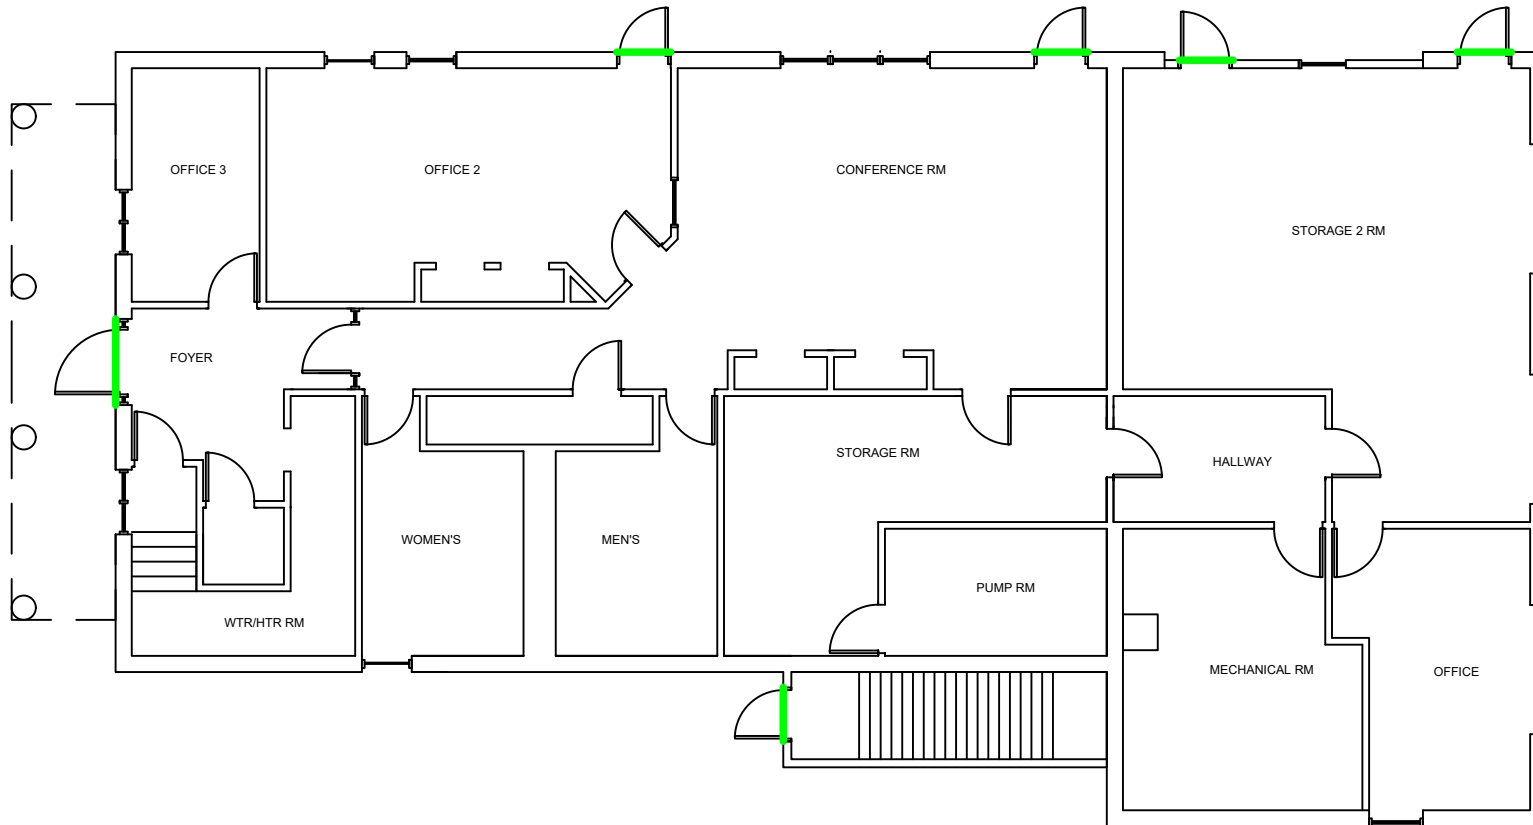 OFFICE 3
OFFICE 2
CONFERENCE RM
STORAGE 2 RM
FOYER
STORAGE RM
HALLWAY
WOMEN'S
MEN'S
PUMP RM
WTR/HTR RM
MECHANICAL RM
OFFICE